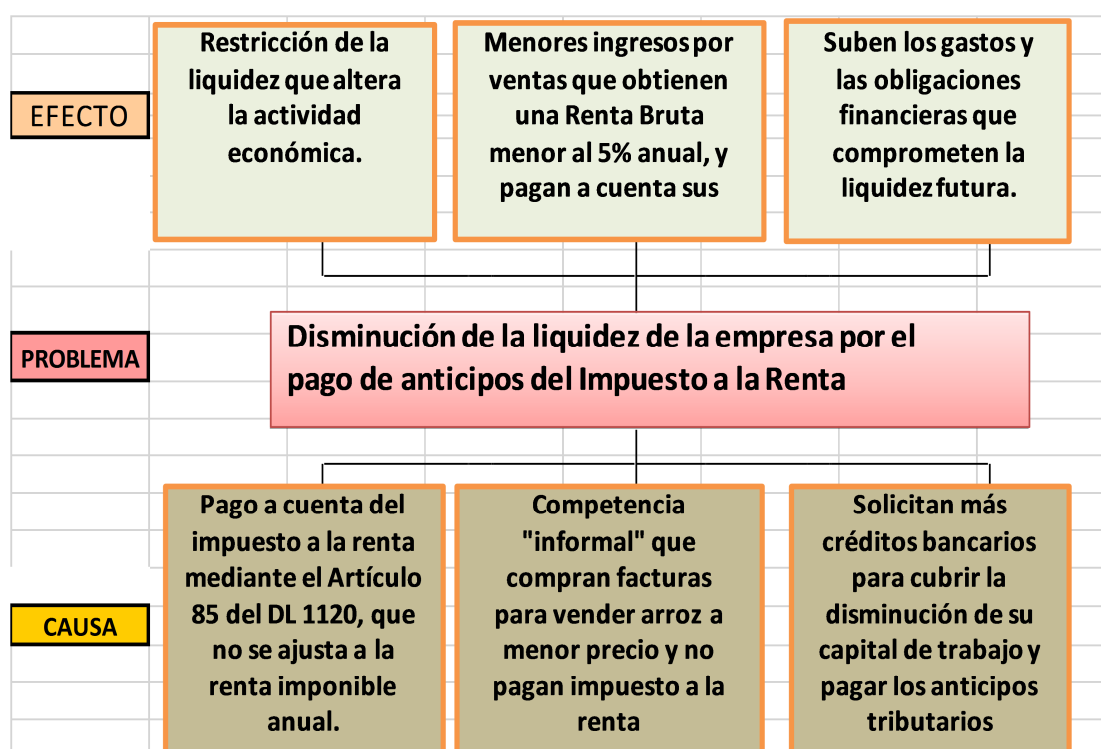 EFECTO
Restricción de la
liquidez que altera
la actividad
económica.
Menores ingresos por
ventas que obtienen
una Renta Bruta
menor al 5% anual, y
pagan a cuenta sus
Suben los gastos y
las obligaciones
financieras que
comprometen la
liquidez futura.
PROBLEMA
Disminución de la liquidez de la empresa por el
pago de anticipos del Impuesto a la Renta
CAUSA
Pago a cuenta del
impuesto a la renta
mediante el Artículo
85 del DL 1120, que
no se ajusta a la
renta imponible
anual.
Competencia
"informal" que
compran facturas
para vender arroz a
menor precio y no
pagan impuesto a la
renta
Solicitan más
créditos bancarios
para cubrir la
disminución de su
capital de trabajo y
pagar los anticipos
tributarios